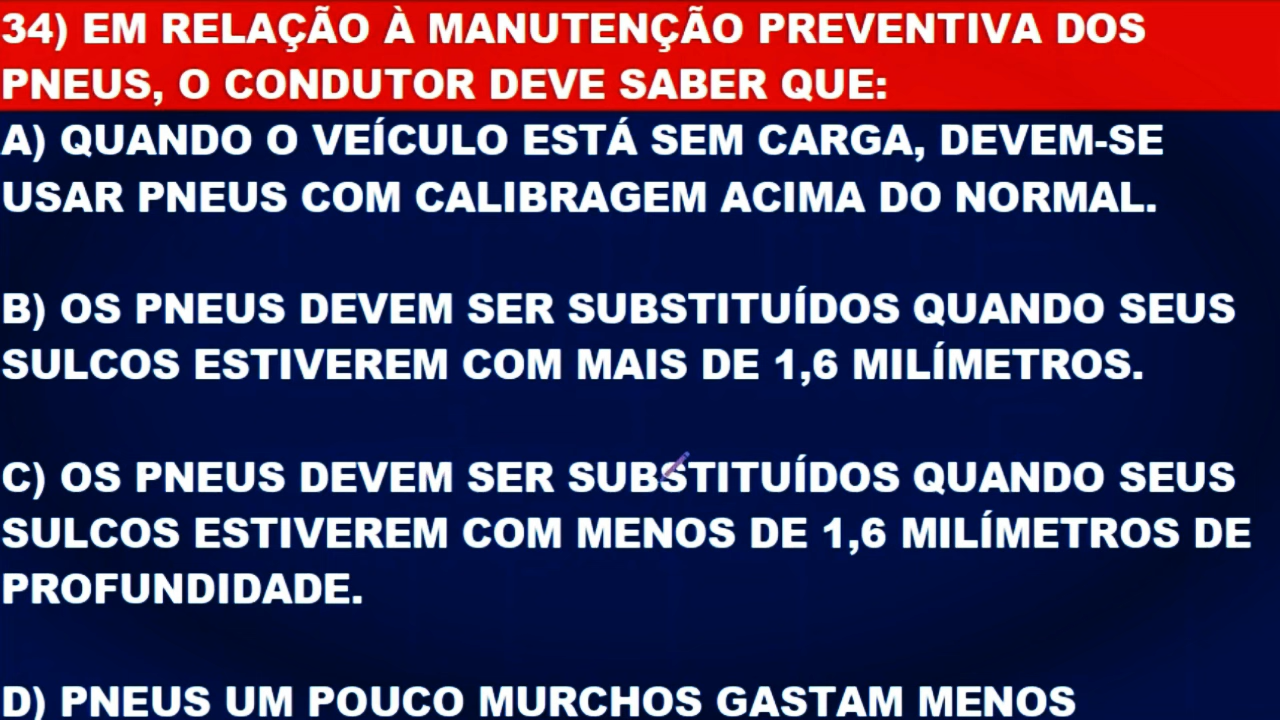 34) EM RELAÇÃO À MANUTENÇÃO PREVENTIVA DOS
PNEUS, O CONDUTOR DEVE SABER QUE:
A) QUANDO O VEÍCULO ESTÁ SEM CARGA, DEVEM-SE
USAR PNEUS COM CALIBRAGEM ACIMA DO NORMAL.
B) OS PNEUS DEVEM SER SUBSTITUÍDOS QUANDO SEUS
SULCOS ESTIVEREM COM MAIS DE 1,6 MILÍMETROS.
C) OS PNEUS DEVEM SER SUBSTITUÍDOS QUANDO SEUS
SULCOS ESTIVEREM COM MENOS DE 1,6 MILÍMETROS DE
PROFUNDIDADE.
D) PNEUS UM POUCO MURCHOS GASTAM MENOS